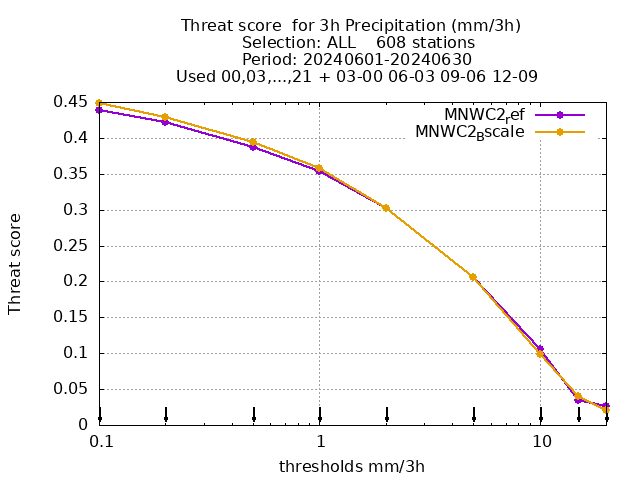 Threat score  for 3h Precipitation (mm/3h)
Selection: ALL    608 stations
Period: 20240601-20240630
Used 00,03,...,21 + 03-00 06-03 09-06 12-09
MNWC2ref
MNWC2Bscale
0.45
0.4
0.35
0.3
0.25
0.2
0.15
0.1
0.05
0
Threat score
0.1 1 10
thresholds mm/3h